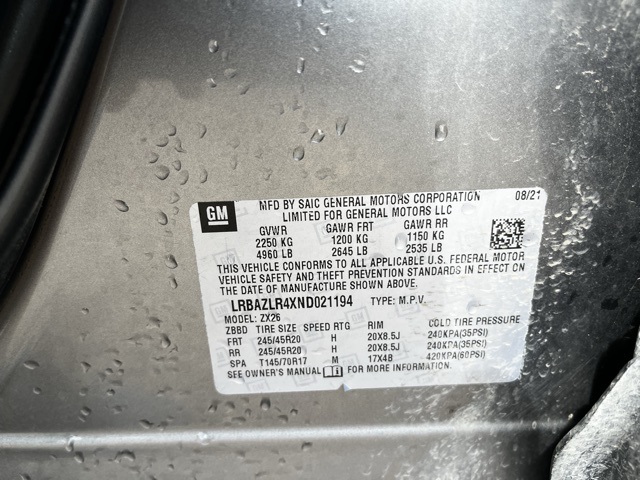 GM
MFD BY SAIC GENERAL MOTORS CORPORATION 08/21
LIMITED FOR GENERAL MOTORS LLC
GVWR GAWR FRT GAWR RR
2250 KG 1200 KG 1150 KG
4960 LB 2645 LB 2535 LB
THIS VEHICLE CONFORMS TO ALL APPLICABLE U.S. FEDERAL MOTOR
VEHICLE SAFETY AND THEFT PREVENTION STANDARDS IN EFFECT ON
THE DATE OF MANUFACTURE SHOWN ABOVE.
LRBAZLR4XND021194 TYPE: M.P.V.
MODEL: ZX26
ZBBD TIRE SIZE SPEED RTG RIM COLD TIRE PRESSURE
FRT 245/45R20 H 20X8.5J 240KPA(35PSI)
RR 245/45R20 H 20X8.5J 240KPA(35PSI)
SPA T145/70R17 M 17X4B 420KPA(60PSI)
SEE OWNER'S MANUAL FOR MORE INFORMATION.